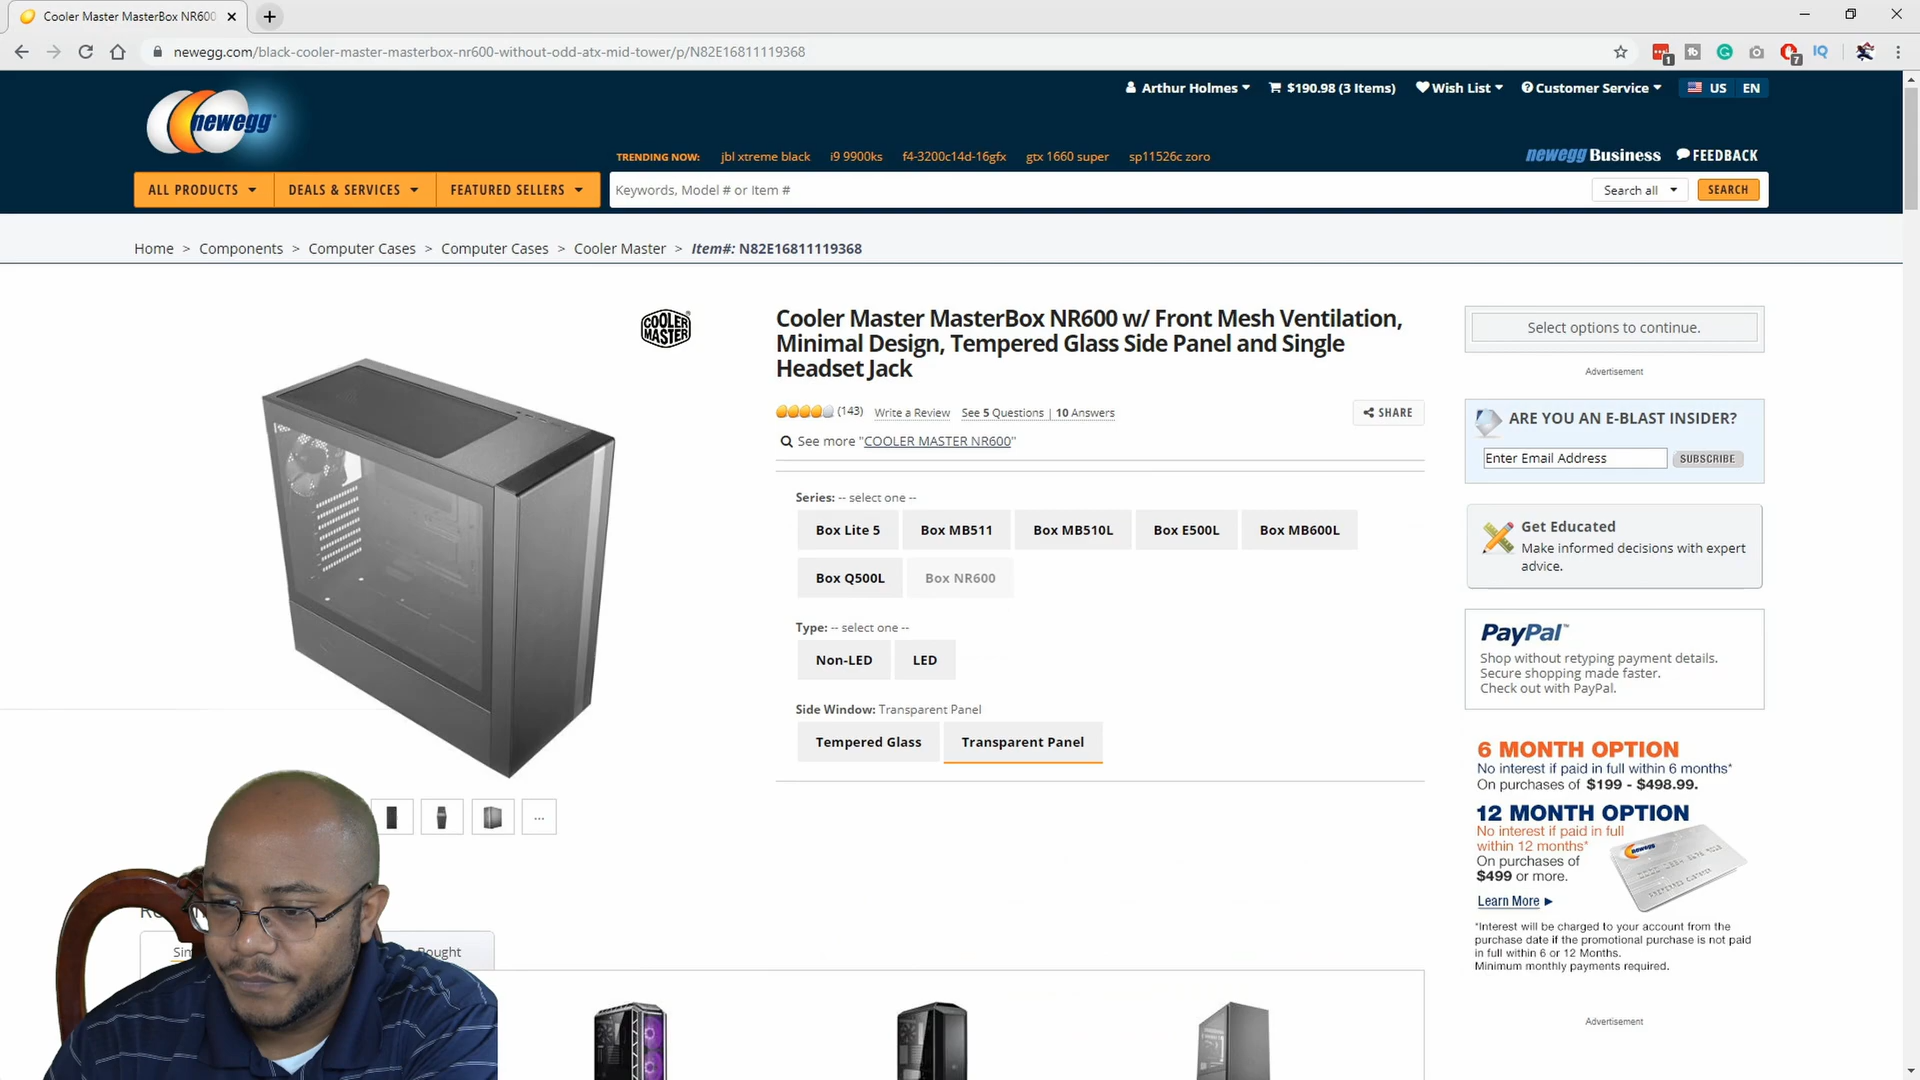 Cooler Master MasterBox NR600
newegg.com/black-cooler-master-masterbox-nr600-without-odd-atx-mid-tower/p/N82E16811119368
1
7
Arthur Holmes
$190.98 (3 Items)
Wish List
Customer Service
US EN
newegg
TRENDING NOW: jbl xtreme black i9 9900ks f4-3200c14d-16gfx gtx 1660 super sp11526c zoro
newegg Business FEEDBACK
ALL PRODUCTS DEALS & SERVICES FEATURED SELLERS
Keywords, Model # or Item #
Search all SEARCH
Home > Components > Computer Cases > Computer Cases > Cooler Master > Item#: N82E16811119368
COOLER MASTER
Cooler Master MasterBox NR600 w/ Front Mesh Ventilation,
Minimal Design, Tempered Glass Side Panel and Single
Headset Jack
(143) Write a Review See 5 Questions | 10 Answers
SHARE
See more "COOLER MASTER NR600"
Series: -- select one --
Box Lite 5 Box MB511 Box MB510L Box E500L Box MB600L
Box Q500L Box NR600
Type: -- select one --
Non-LED LED
Side Window: Transparent Panel
Tempered Glass Transparent Panel
...
Select options to continue.
Advertisement
ARE YOU AN E-BLAST INSIDER?
Enter Email Address SUBSCRIBE
Get Educated
Make informed decisions with expert
advice.
PayPal™
Shop without retyping payment details.
Secure shopping made faster.
Check out with PayPal.
6 MONTH OPTION
No interest if paid in full within 6 months*
On purchases of $199 - $498.99.
12 MONTH OPTION
No interest if paid in full
within 12 months*
On purchases of
$499 or more.
Learn More
newegg
*Interest will be charged to your account from the
purchase date if the promotional purchase is not paid
in full within 6 or 12 Months.
Minimum monthly payments required.
Advertisement